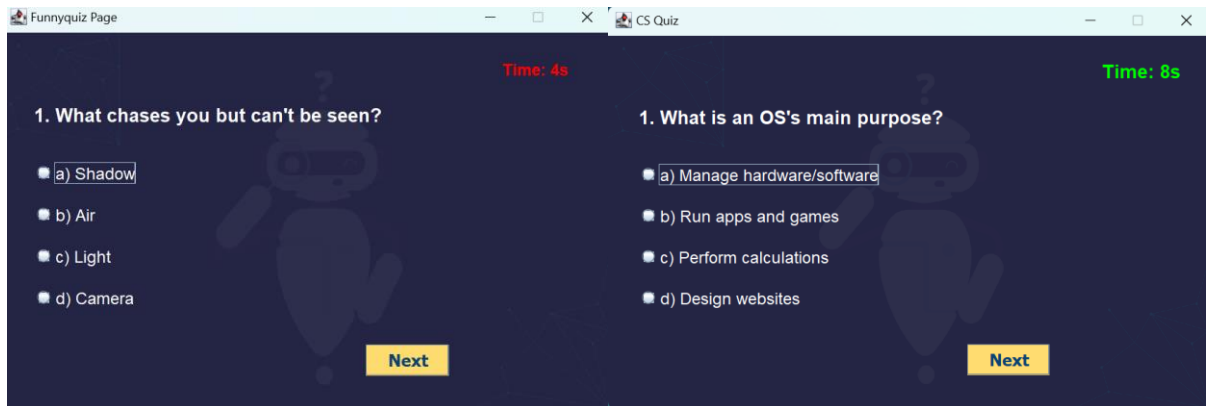 Funnyquiz Page
Time: 4s
1. What chases you but can't be seen?
a) Shadow
b) Air
c) Light
d) Camera
Next
CS Quiz
Time: 8s
1. What is an OS's main purpose?
a) Manage hardware/software
b) Run apps and games
c) Perform calculations
d) Design websites
Next